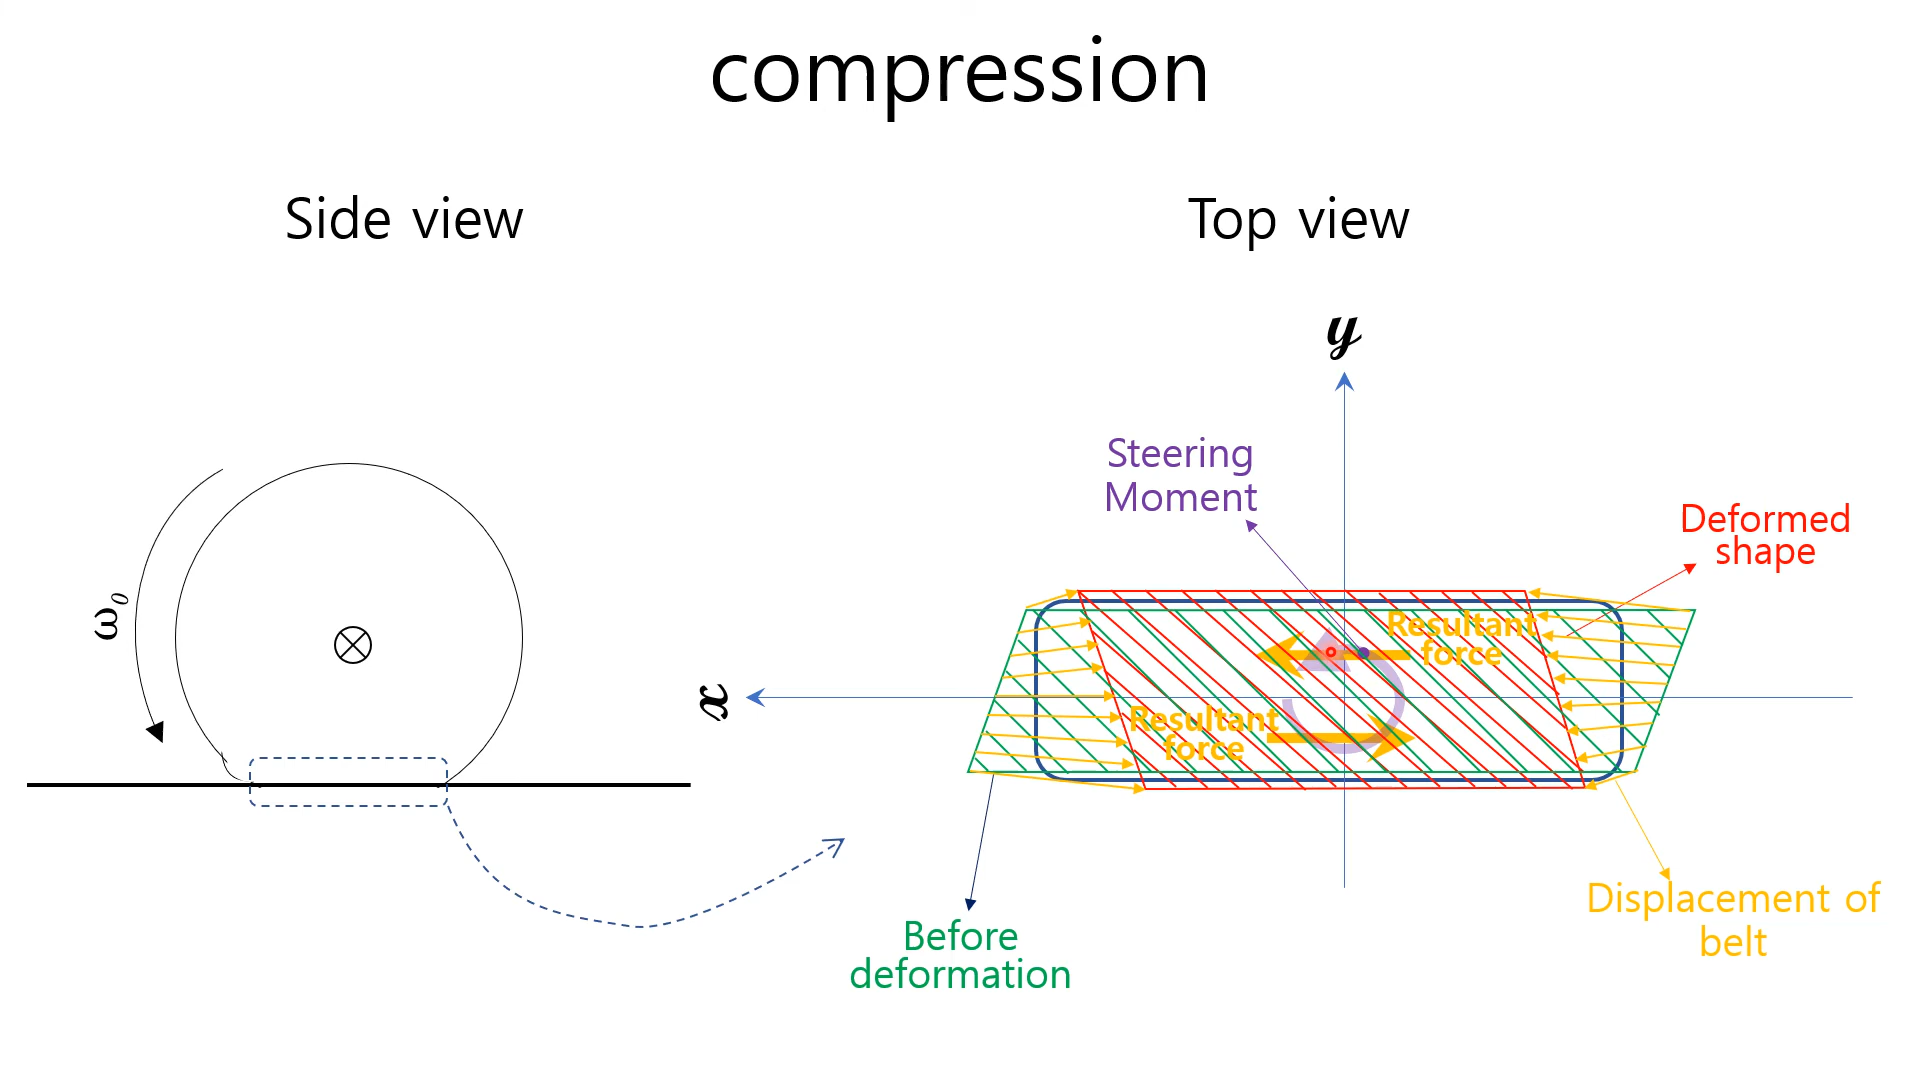 compression
Side view
Top view
y
Steering
Moment
Deformed
shape
Resultant
force
ω0
x
Resultant
force
Displacement of
belt
Before
deformation